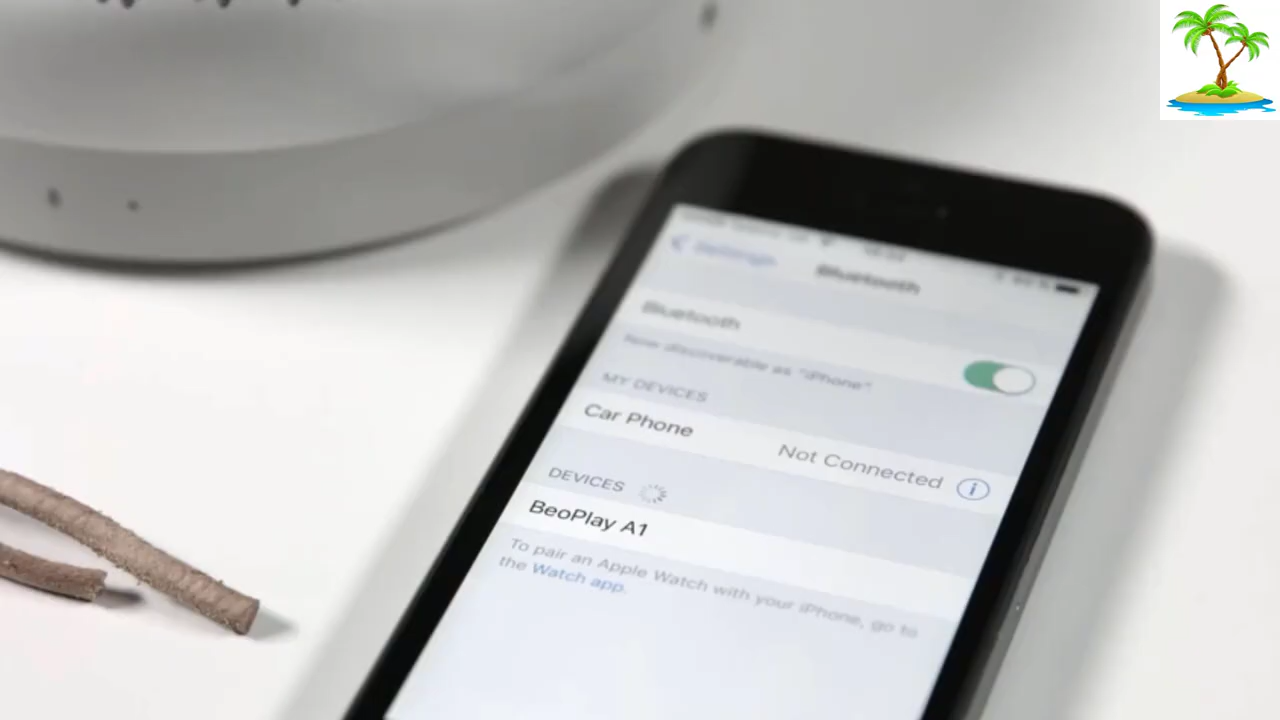 Settings
Bluetooth
Bluetooth
Now discoverable as "iPhone"
MY DEVICES
Car Phone
Not Connected
DEVICES
BeoPlay A1
To pair an Apple Watch with your iPhone, go to
the Watch app.